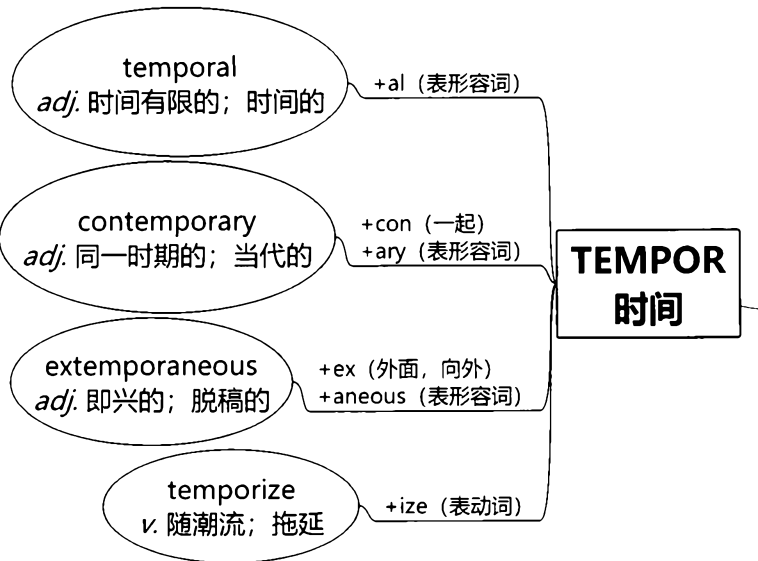 temporal
adj. 时间有限的；时间的
+al（表形容词）
contemporary
adj. 同一时期的；当代的
+con（一起）
+ary（表形容词）
TEMPOR
时间
extemporaneous
adj. 即兴的；脱稿的
+ex（外面，向外）
+aneous（表形容词）
temporize
v. 随潮流；拖延
+ize（表动词）